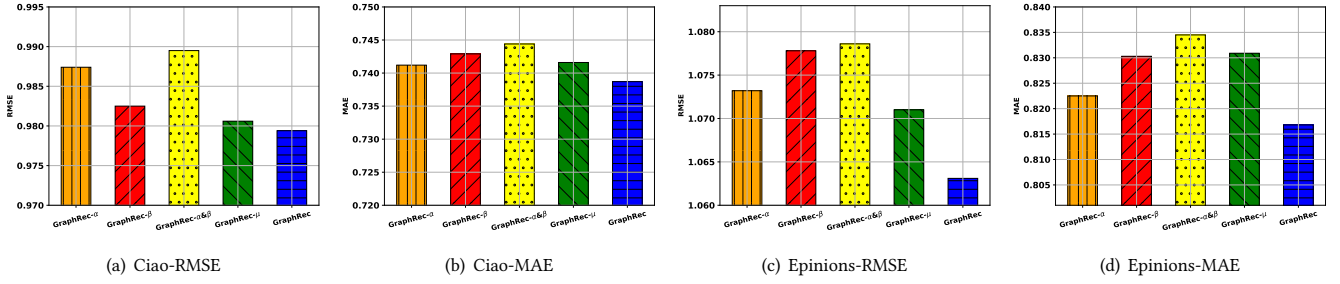 0.995
0.990
0.985
0.980
0.975
0.970
RMSE
GraphRec-α
GraphRec-β
GraphRec-α&β
GraphRec-μ
GraphRec
(a) Ciao-RMSE
0.750
0.745
0.740
0.735
0.730
0.725
0.720
MAE
GraphRec-α
GraphRec-β
GraphRec-α&β
GraphRec-μ
GraphRec
(b) Ciao-MAE
1.080
1.075
1.070
1.065
1.060
RMSE
GraphRec-α
GraphRec-β
GraphRec-α&β
GraphRec-μ
GraphRec
(c) Epinions-RMSE
0.840
0.835
0.830
0.825
0.820
0.815
0.810
0.805
MAE
GraphRec-α
GraphRec-β
GraphRec-α&β
GraphRec-μ
GraphRec
(d) Epinions-MAE